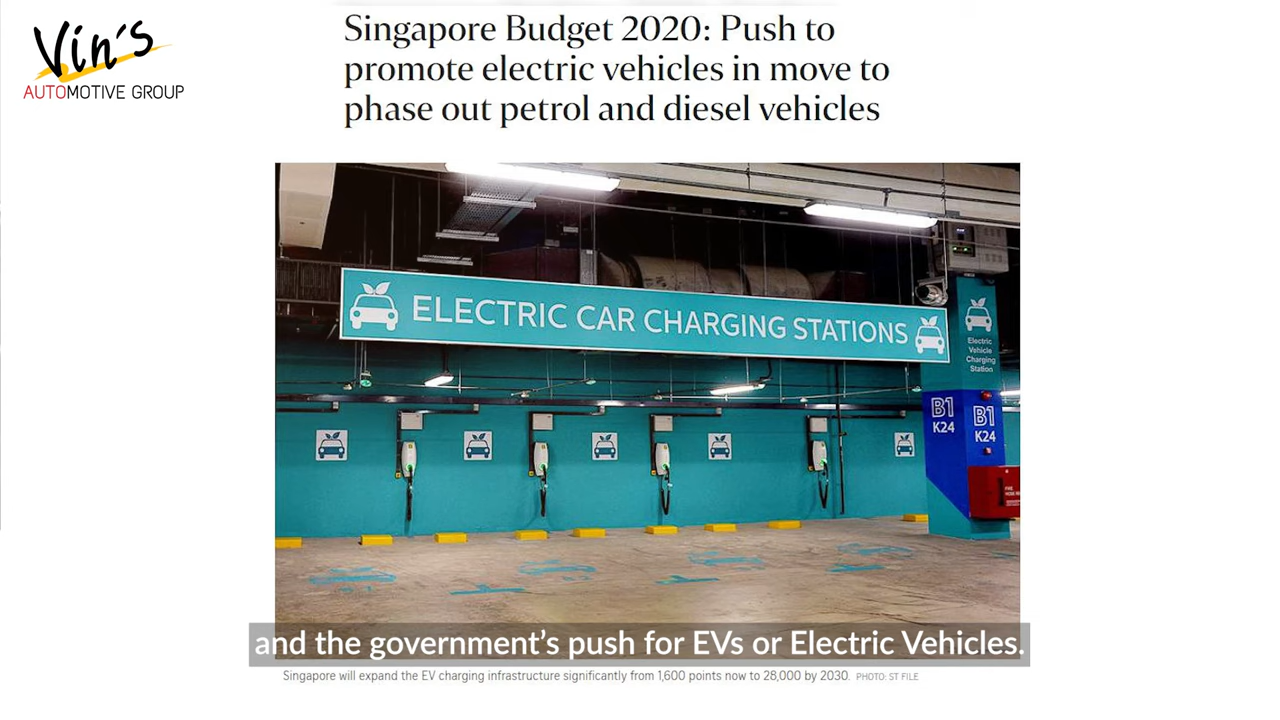 Vin's
AUTOMOTIVE GROUP
Singapore Budget 2020: Push to
promote electric vehicles in move to
phase out petrol and diesel vehicles
ELECTRIC CAR CHARGING STATIONS
Electric
Vehicle
Charging
Station
B1
K24
B1
K24
and the government's push for EVs or Electric Vehicles.
Singapore will expand the EV charging infrastructure significantly from 1,600 points now to 28,000 by 2030. PHOTO: ST FILE